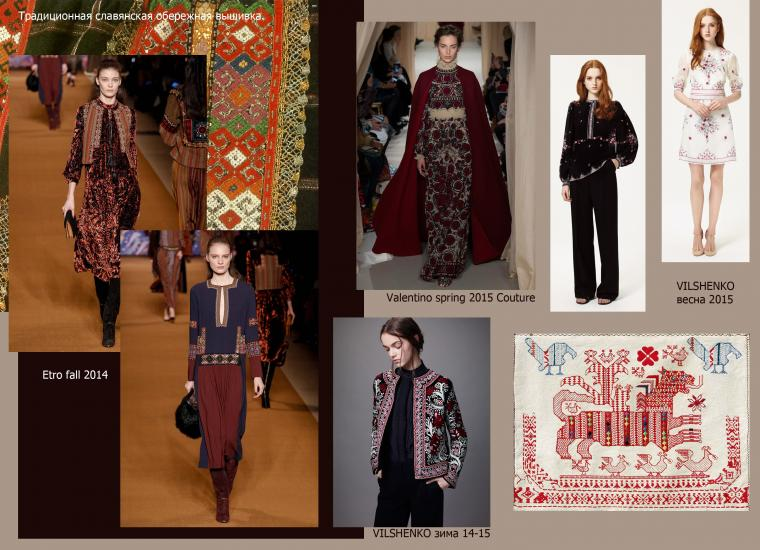 Традиционная славянская обережная вышивка.
Valentino spring 2015 Couture
VILSHENKO
весна 2015
Etro fall 2014
VILSHENKO зима 14-15